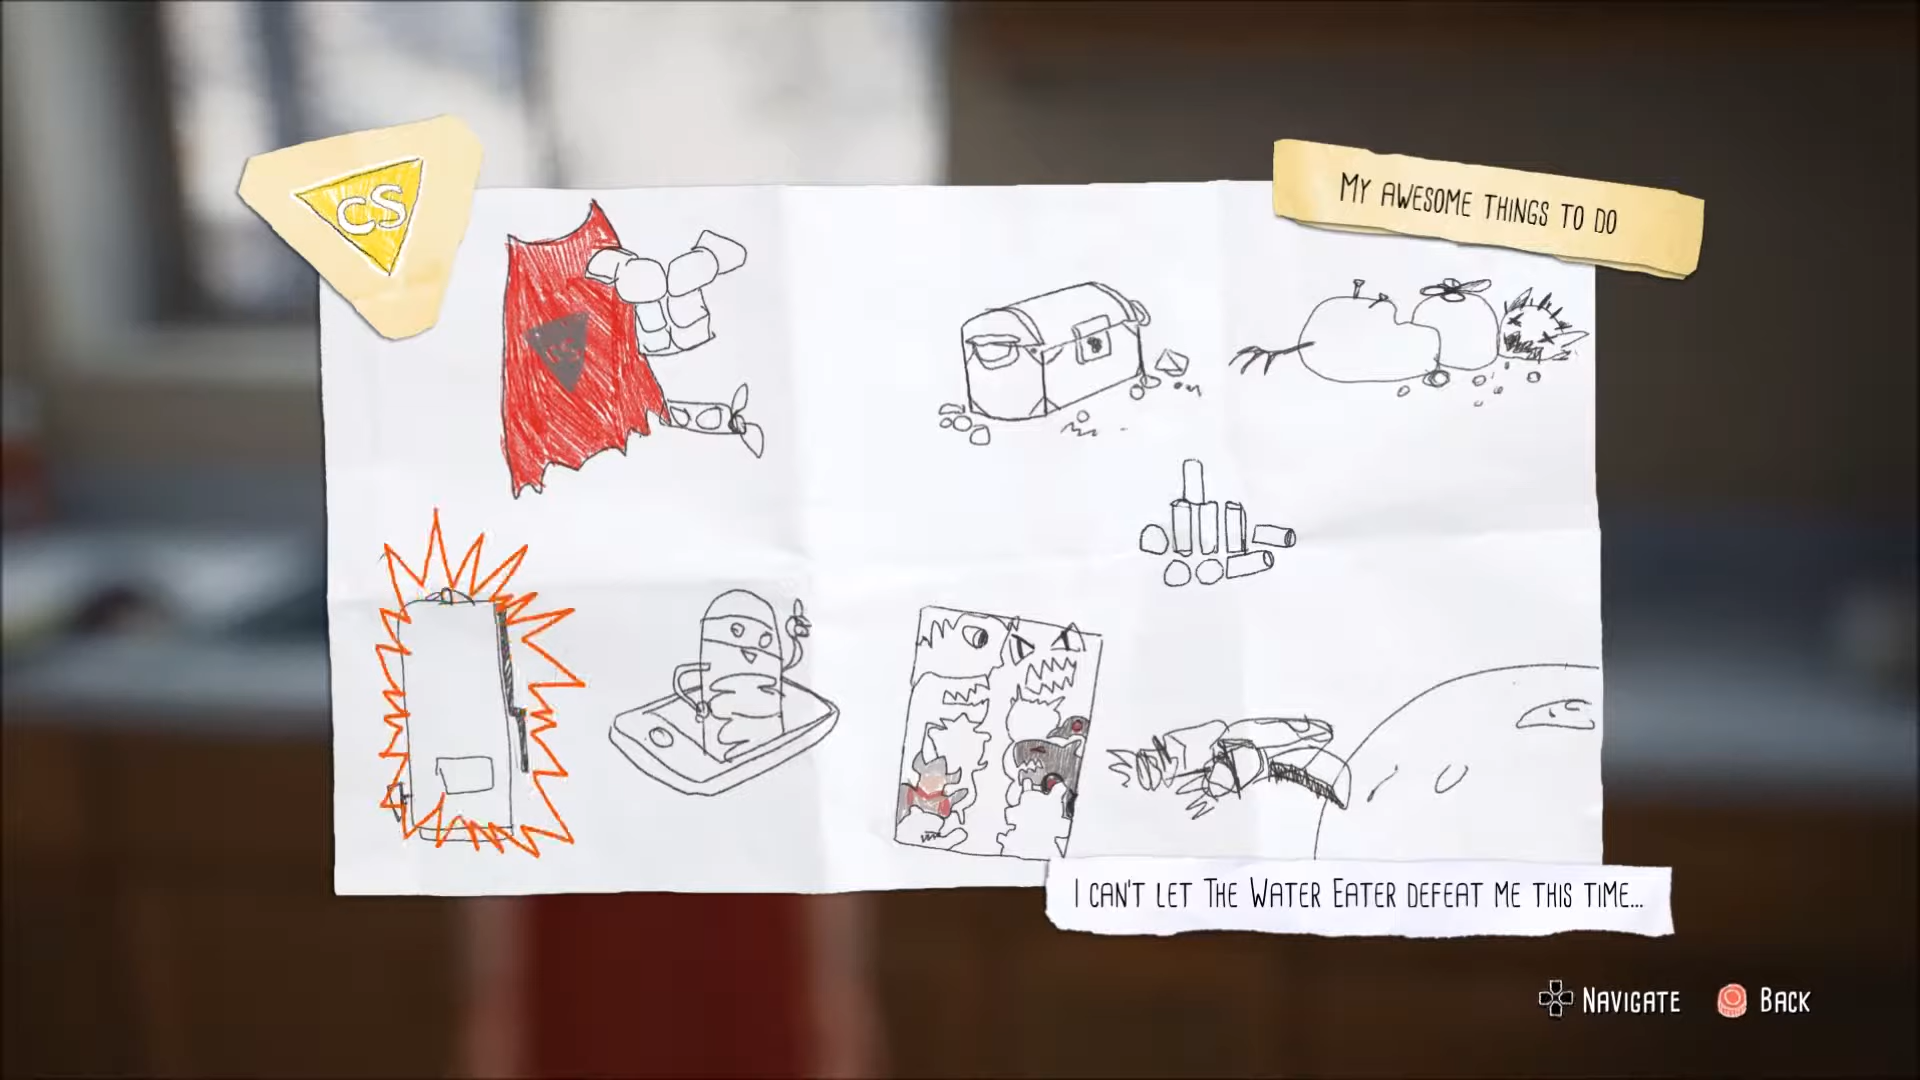 CS
MY AWESOME THINGS TO DO
CS
I CAN'T LET THE WATER EATER DEFEAT ME THIS TIME...
NAVIGATE
BACK